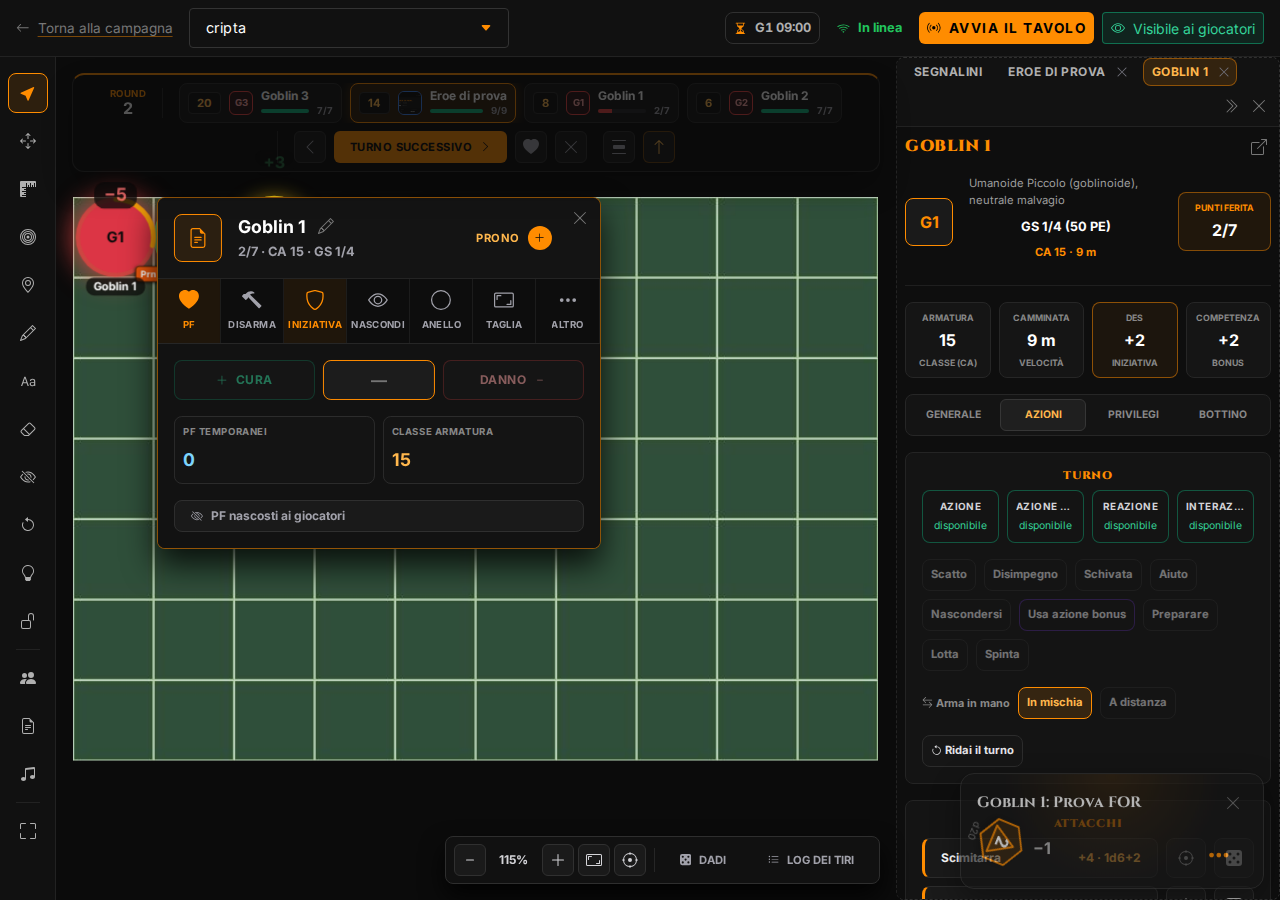 Torna alla campagna
cripta
G1 09:00
In linea
AVVIA IL TAVOLO
Visibile ai giocatori
ROUND
2
20 G3 Goblin 3 7/7
14 Eroe di prova 9/9
8 G1 Goblin 1 2/7
6 G2 Goblin 2 7/7
TURNO SUCCESSIVO
+3
−5
G1
Prn
Goblin 1
Goblin 1
2/7 · CA 15 · GS 1/4
PRONO
PF
DISARMA
INIZIATIVA
NASCONDI
ANELLO
TAGLIA
ALTRO
+ CURA
—
DANNO −
PF TEMPORANEI
0
CLASSE ARMATURA
15
PF nascosti ai giocatori
Aa
115%
DADI
LOG DEI TIRI
SEGNALINI
EROE DI PROVA
GOBLIN 1
GOBLIN 1
G1
Umanoide Piccolo (goblinoide),
neutrale malvagio
GS 1/4 (50 PE)
CA 15 · 9 m
PUNTI FERITA
2/7
ARMATURA
15
CLASSE (CA)
CAMMINATA
9 m
VELOCITÀ
DES
+2
INIZIATIVA
COMPETENZA
+2
BONUS
GENERALE
AZIONI
PRIVILEGI
BOTTINO
TURNO
AZIONE
disponibile
AZIONE ...
disponibile
REAZIONE
disponibile
INTERAZ...
disponibile
Scatto
Disimpegno
Schivata
Aiuto
Nascondersi
Usa azione bonus
Preparare
Lotta
Spinta
Arma in mano
In mischia
A distanza
Ridai il turno
Goblin 1: Prova FOR
ATTACCHI
d20
−1
Scimitarra
+4 · 1d6+2